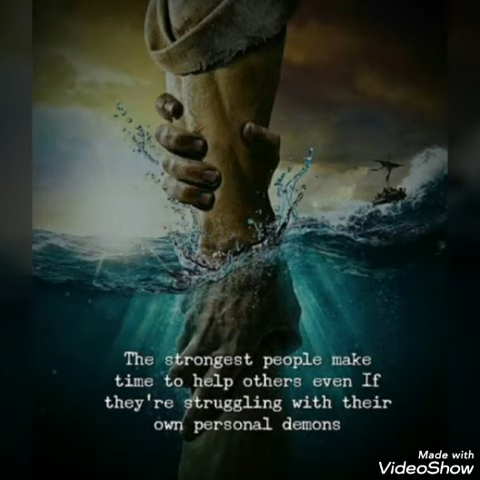 The strongest people make
time to help others even If
they're struggling with their
own personal demons
Made with
VideoShow